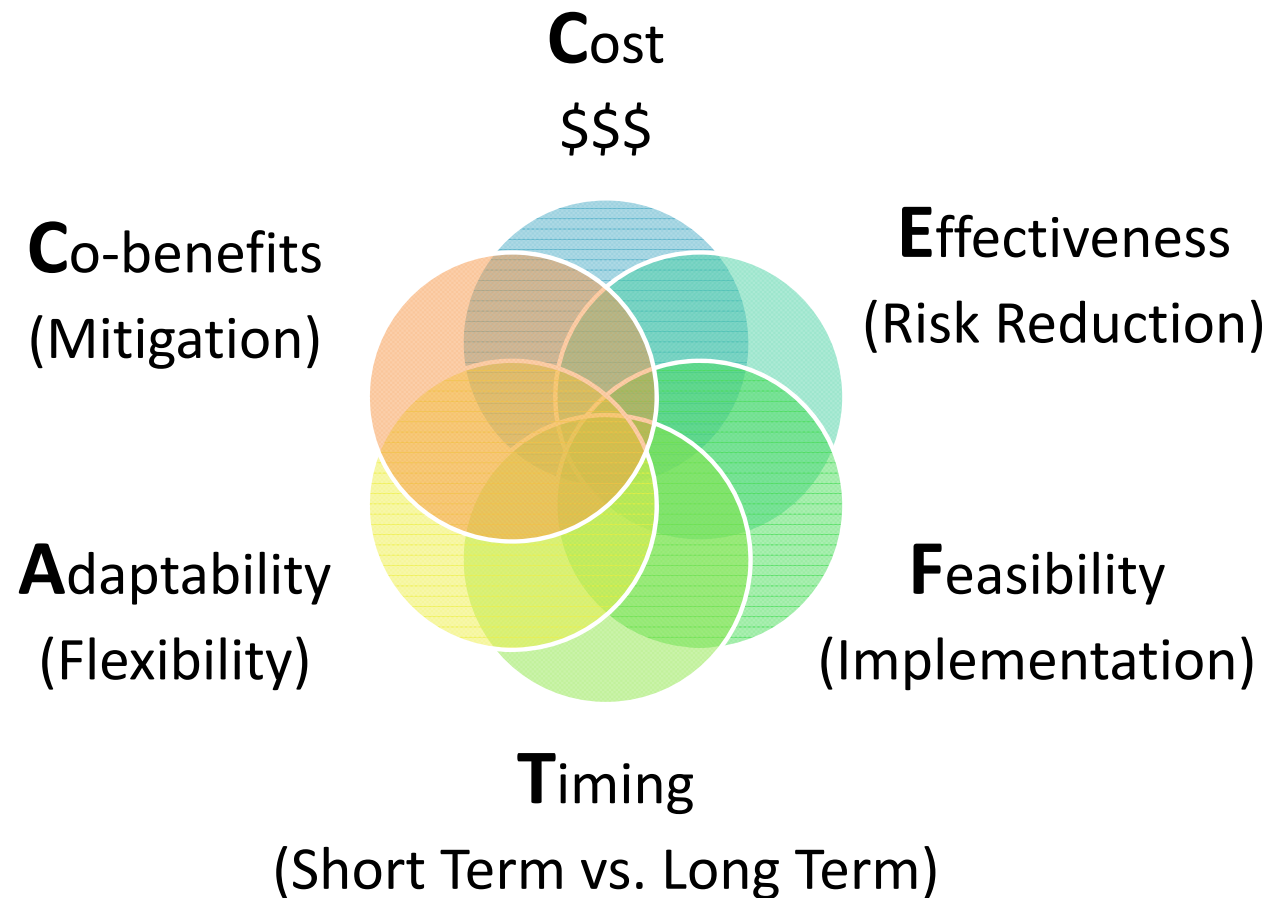 Cost
$$$
Effectiveness
(Risk Reduction)
Feasibility
(Implementation)
Timing
(Short Term vs. Long Term)
Adaptability
(Flexibility)
Co-benefits
(Mitigation)